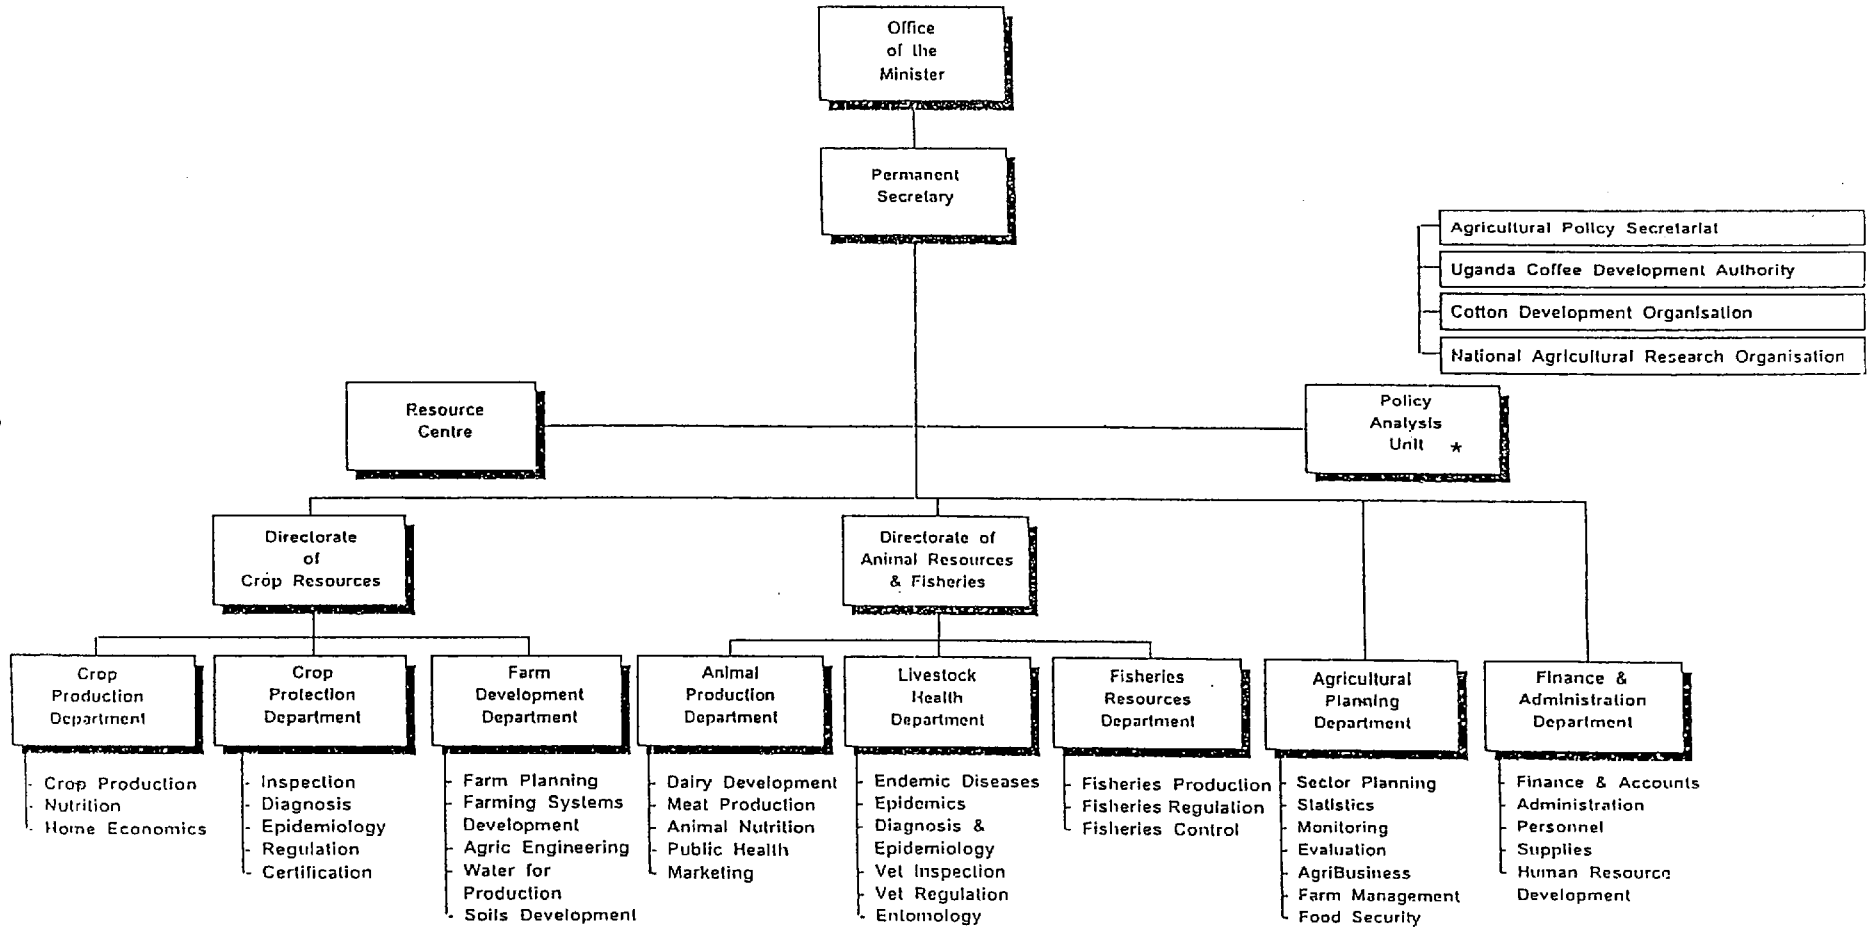 Office
of the
Minister
Permanent
Secretary
Agricultural Policy Secretariat
Uganda Coffee Development Authority
Cotton Development Organisation
National Agricultural Research Organisation
Resource
Centre
Policy
Analysis
Unit *
Directorate
of
Crop Resources
Directorate of
Animal Resources
& Fisheries
Crop
Production
Department
Crop
Protection
Department
Farm
Development
Department
Animal
Production
Department
Livestock
Health
Department
Fisheries
Resources
Department
Agricultural
Planning
Department
Finance &
Administration
Department
- Crop Production
- Nutrition
- Home Economics
- Inspection
- Diagnosis
- Epidemiology
- Regulation
- Certification
- Farm Planning
- Farming Systems
Development
- Agric Engineering
- Water for
Production
- Soils Development
- Dairy Development
- Meat Production
- Animal Nutrition
- Public Health
- Marketing
- Endemic Diseases
- Epidemics
- Diagnosis &
Epidemiology
- Vet Inspection
- Vet Regulation
- Entomology
- Fisheries Production
- Fisheries Regulation
- Fisheries Control
- Sector Planning
- Statistics
- Monitoring
- Evaluation
- AgriBusiness
- Farm Management
- Food Security
- Finance & Accounts
- Administration
- Personnel
- Supplies
- Human Resource
Development